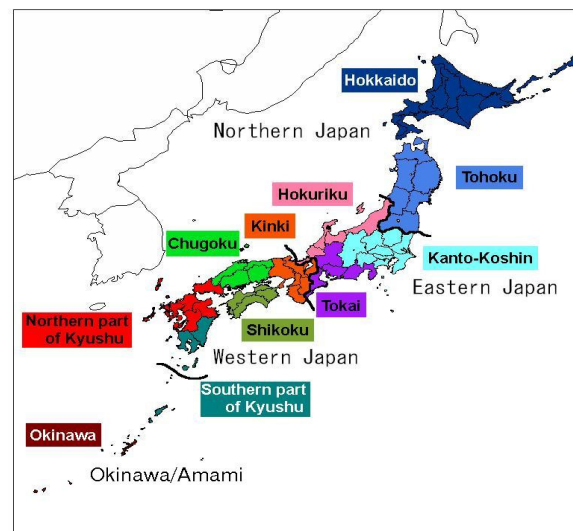 Hokkaido
Northern Japan
Tohoku
Hokuriku
Kinki
Chugoku
Kanto-Koshin
Eastern Japan
Tokai
Northern part
of Kyushu
Shikoku
Western Japan
Southern part
of Kyushu
Okinawa
Okinawa/Amami